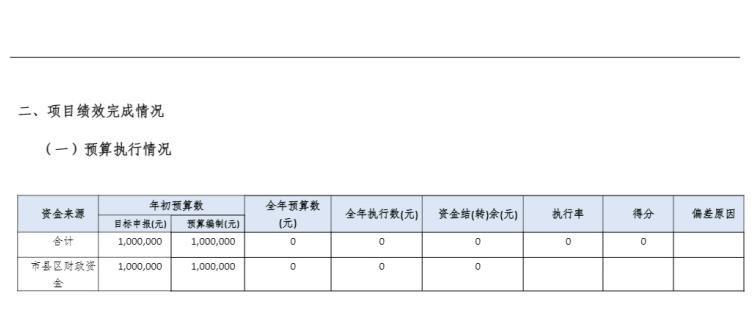 二、项目绩效完成情况
（一）预算执行情况
资金来源 年初预算数 全年预算数(元) 全年执行数(元) 资金结(转)余(元) 执行率 得分 偏差原因
目标申报(元) 预算编制(元)
合计 1,000,000 1,000,000 0 0 0 0 0
市县区财政资金 1,000,000 1,000,000 0 0 0